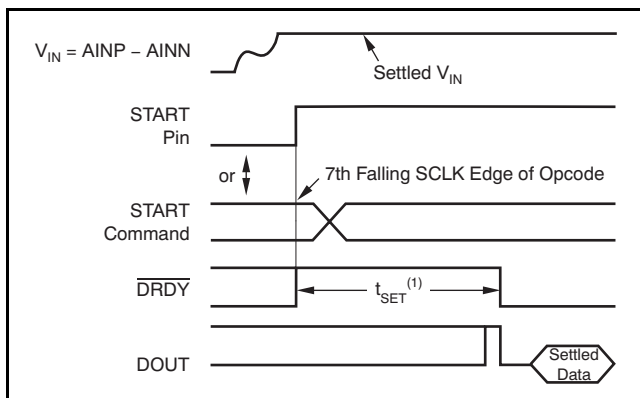 V_IN = AINP – AINN
Settled V_IN
START
Pin
or
7th Falling SCLK Edge of Opcode
START
Command
DRDY
t_SET^(1)
DOUT
Settled
Data